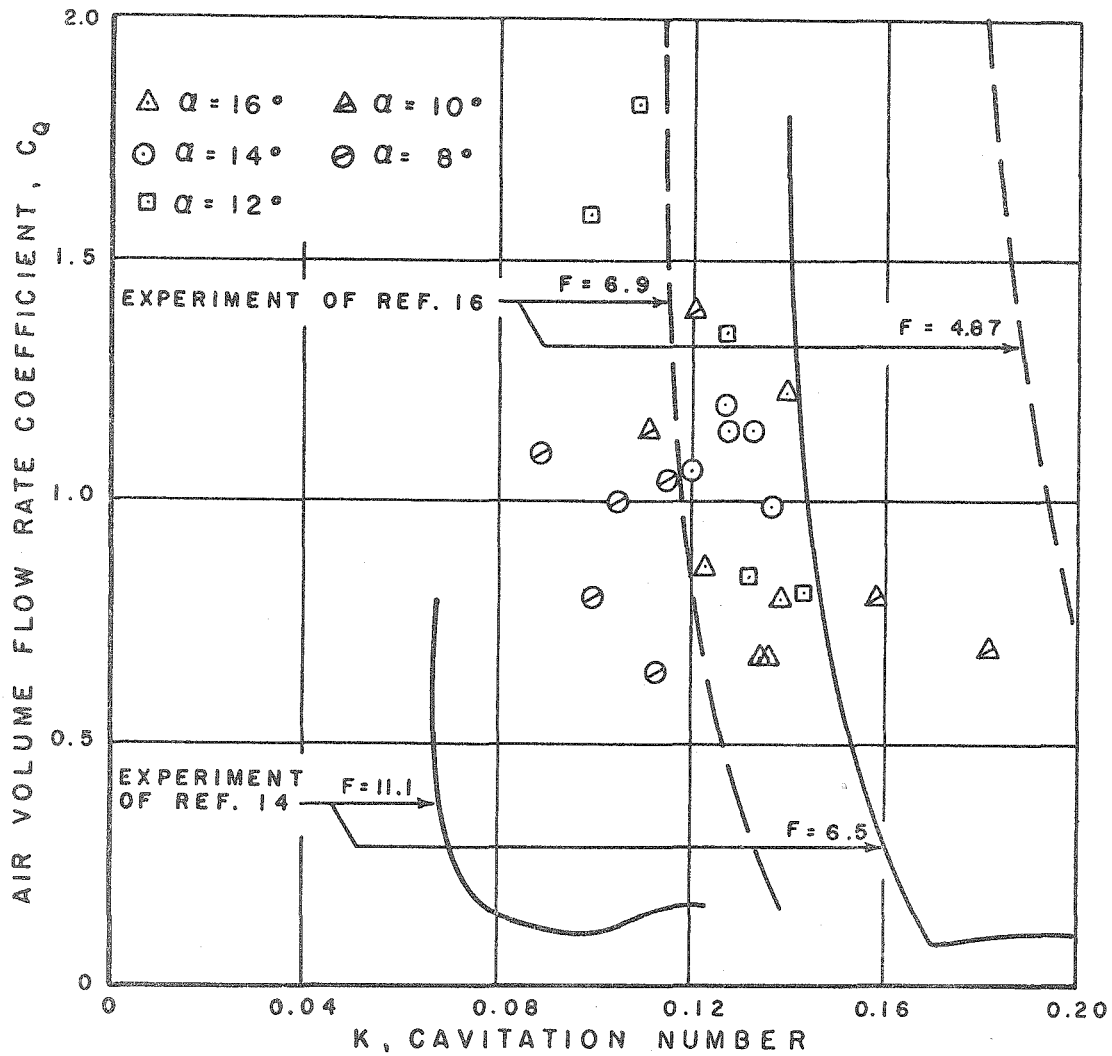 AIR VOLUME FLOW RATE COEFFICIENT, C_Q
2.0
1.5
1.0
0.5
0
α = 16°
α = 10°
α = 14°
α = 8°
α = 12°
F = 6.9
EXPERIMENT OF REF. 16
F = 4.87
EXPERIMENT
OF REF. 14
F = 11.1
F = 6.5
0
0.04
0.08
0.12
0.16
0.20
K, CAVITATION NUMBER